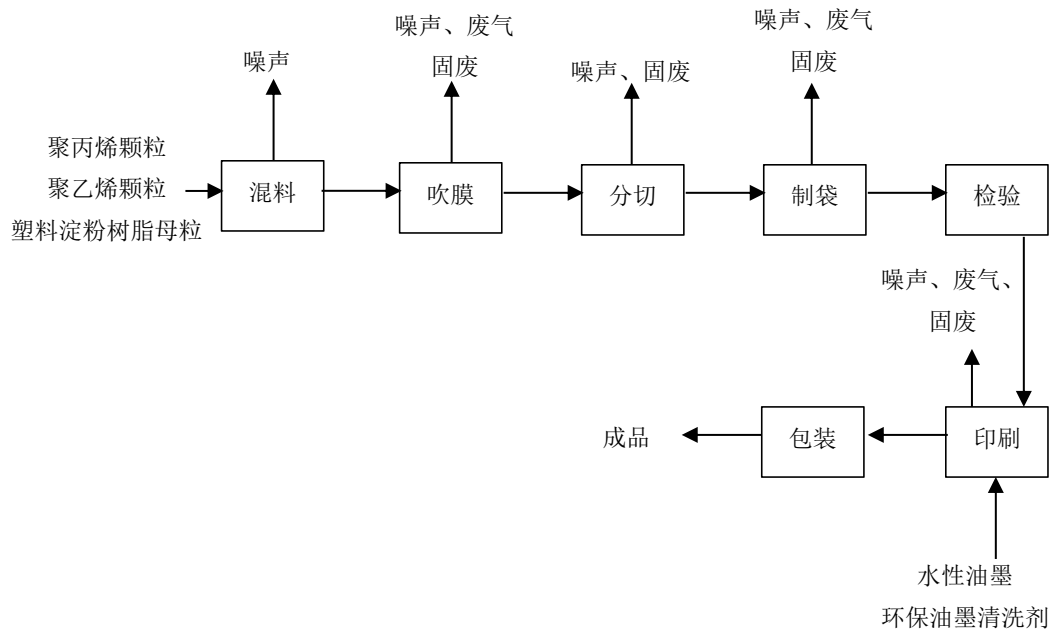 噪声
噪声、废气
固废
噪声、固废
噪声、废气
固废
聚丙烯颗粒
聚乙烯颗粒
塑料淀粉树脂母粒
混料
吹膜
分切
制袋
检验
噪声、废气、
固废
成品
包装
印刷
水性油墨
环保油墨清洗剂